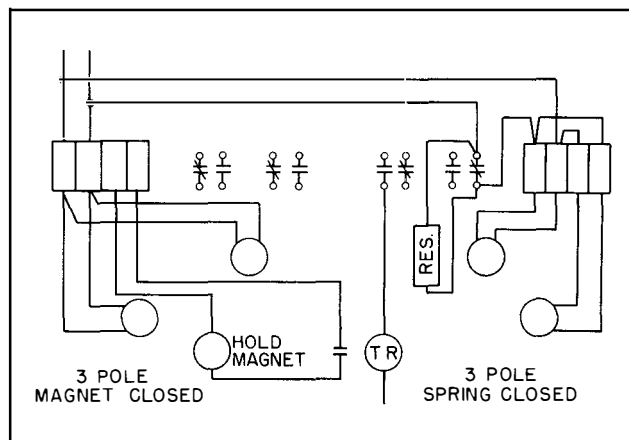 RES.
HOLD
MAGNET
TR
3 POLE
MAGNET CLOSED
3 POLE
SPRING CLOSED